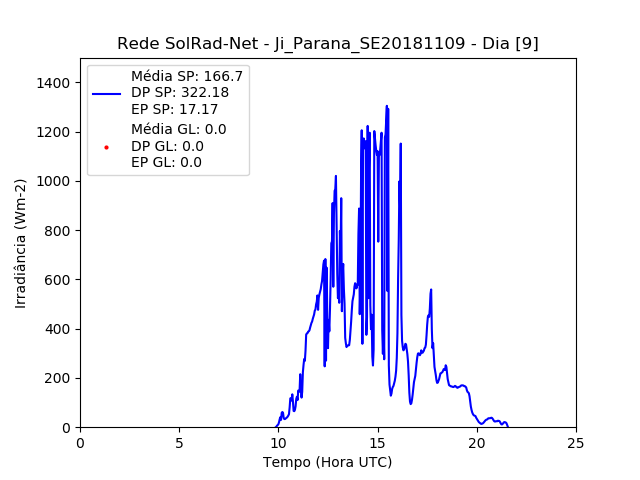 Rede SolRad-Net - Ji_Parana_SE20181109 - Dia [9]
Média SP: 166.7
DP SP: 322.18
EP SP: 17.17
Média GL: 0.0
DP GL: 0.0
EP GL: 0.0
Irradiância (Wm-2)
1400
1200
1000
800
600
400
200
0
0 5 10 15 20 25
Tempo (Hora UTC)